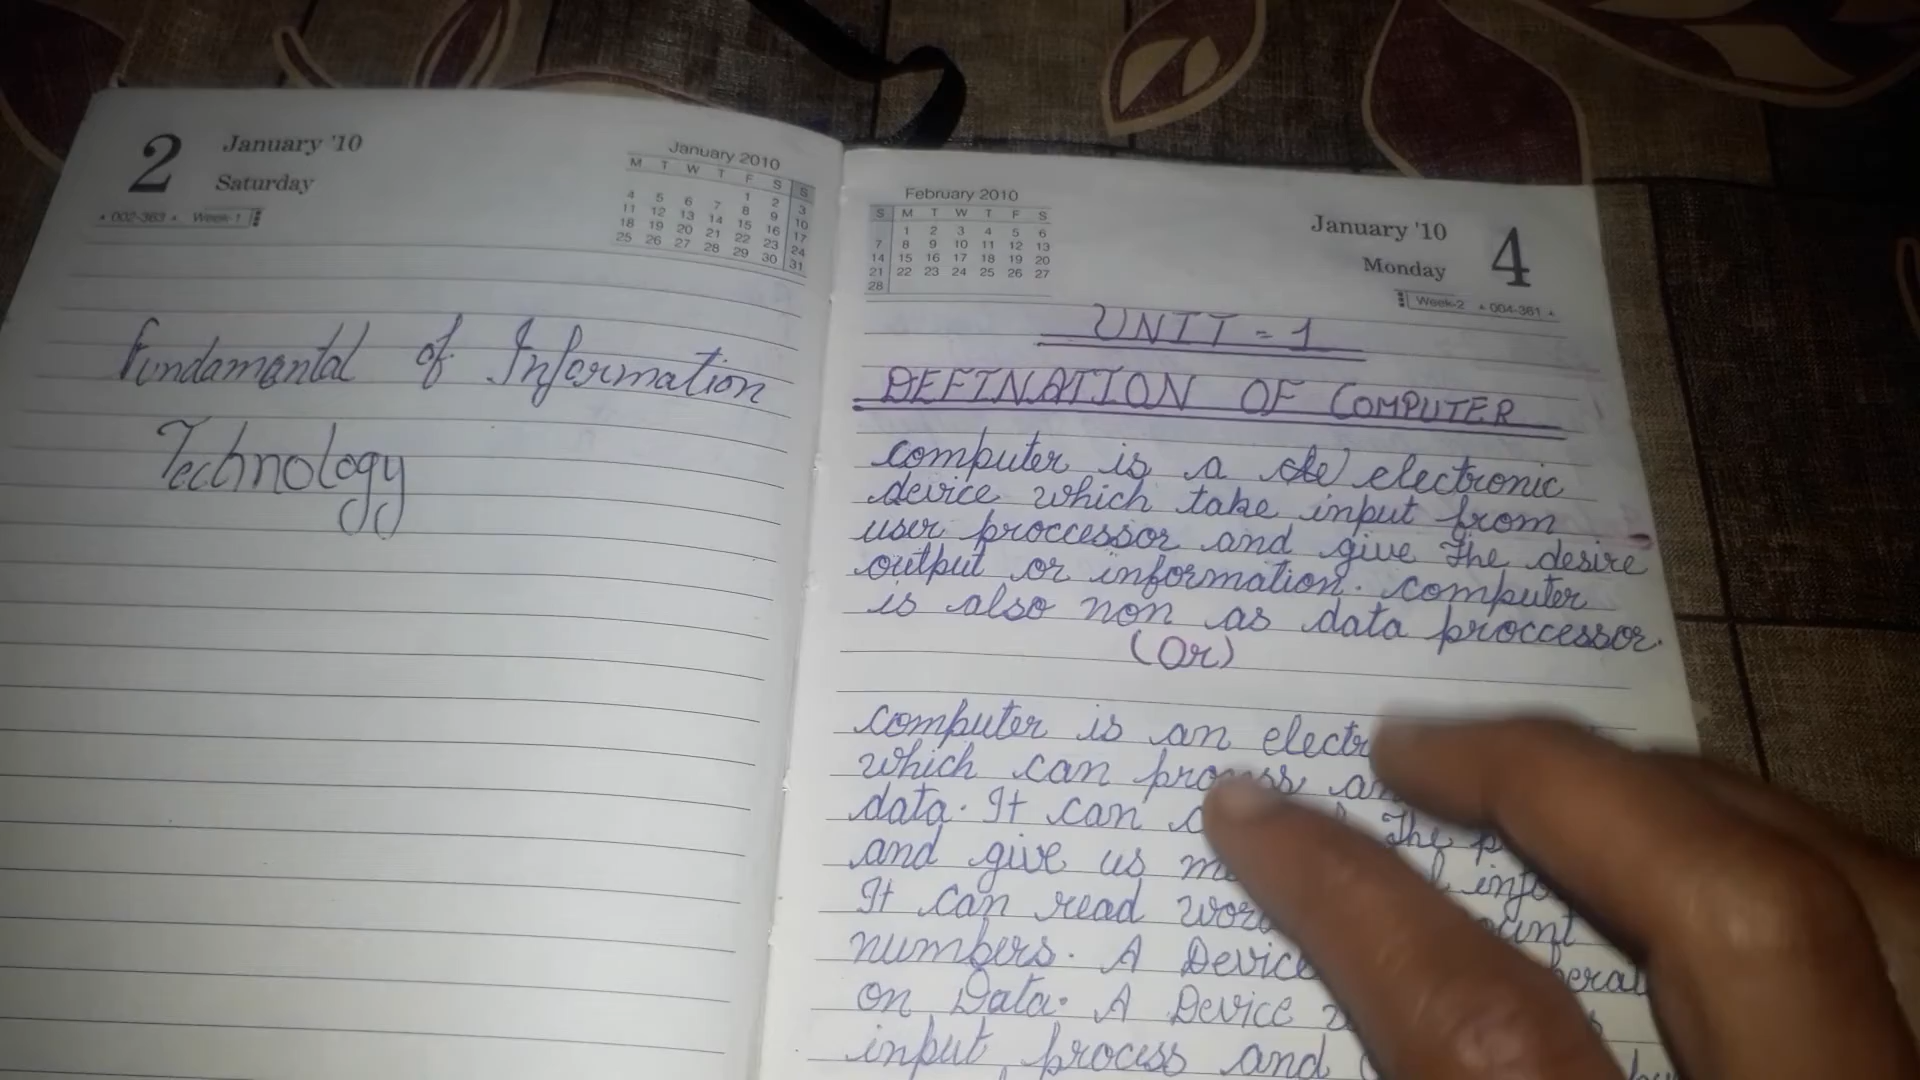 2
January '10
Saturday
002-363 Week-1
January 2010
M T W T F S S
1 2 3
4 5 6 7 8 9 10
11 12 13 14 15 16 17
18 19 20 21 22 23 24
25 26 27 28 29 30 31
Fundamental of Information
Technology
February 2010
S M T W T F S
1 2 3 4 5 6
7 8 9 10 11 12 13
14 15 16 17 18 19 20
21 22 23 24 25 26 27
28
January '10
Monday
4
Week-2 004-361
UNIT = 1
DEFINATION OF COMPUTER
computer is a electronic
device which take input from
user proccessor and give the desire
output or information. computer
is also non as data proccessor.
(Or)
computer is an
which can process
data. It can The
and give us
It can read
numbers. A Device
on Data. A Device
input process and